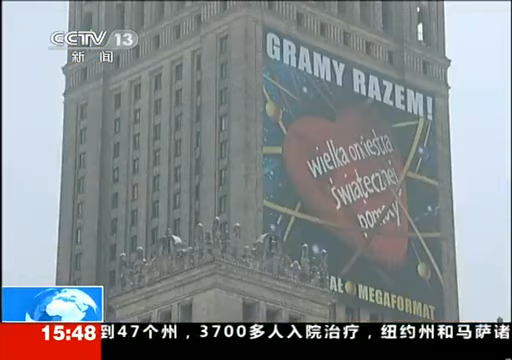 CCTV 13
新闻
GRAMY RAZEM!
wielka orkiestra
świątecznej
pomocy
MEGAFORMAT
15:48
到47个州，3700多人入院治疗，纽约州和马萨诸